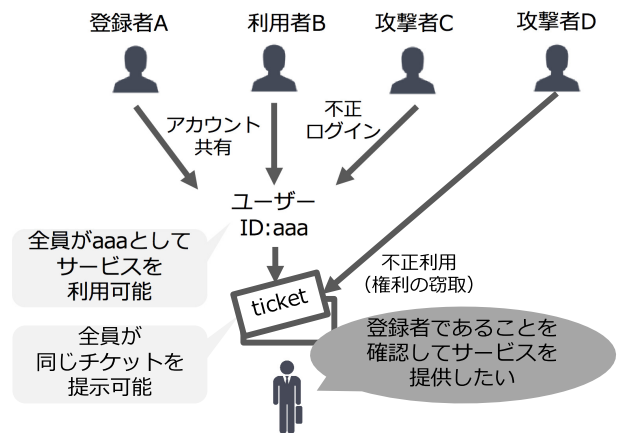 登録者A
利用者B
攻撃者C
攻撃者D
アカウント
共有
不正
ログイン
ユーザー
ID:aaa
全員がaaaとして
サービスを
利用可能
不正利用
（権利の窃取）
ticket
全員が
同じチケットを
提示可能
登録者であることを
確認してサービスを
提供したい